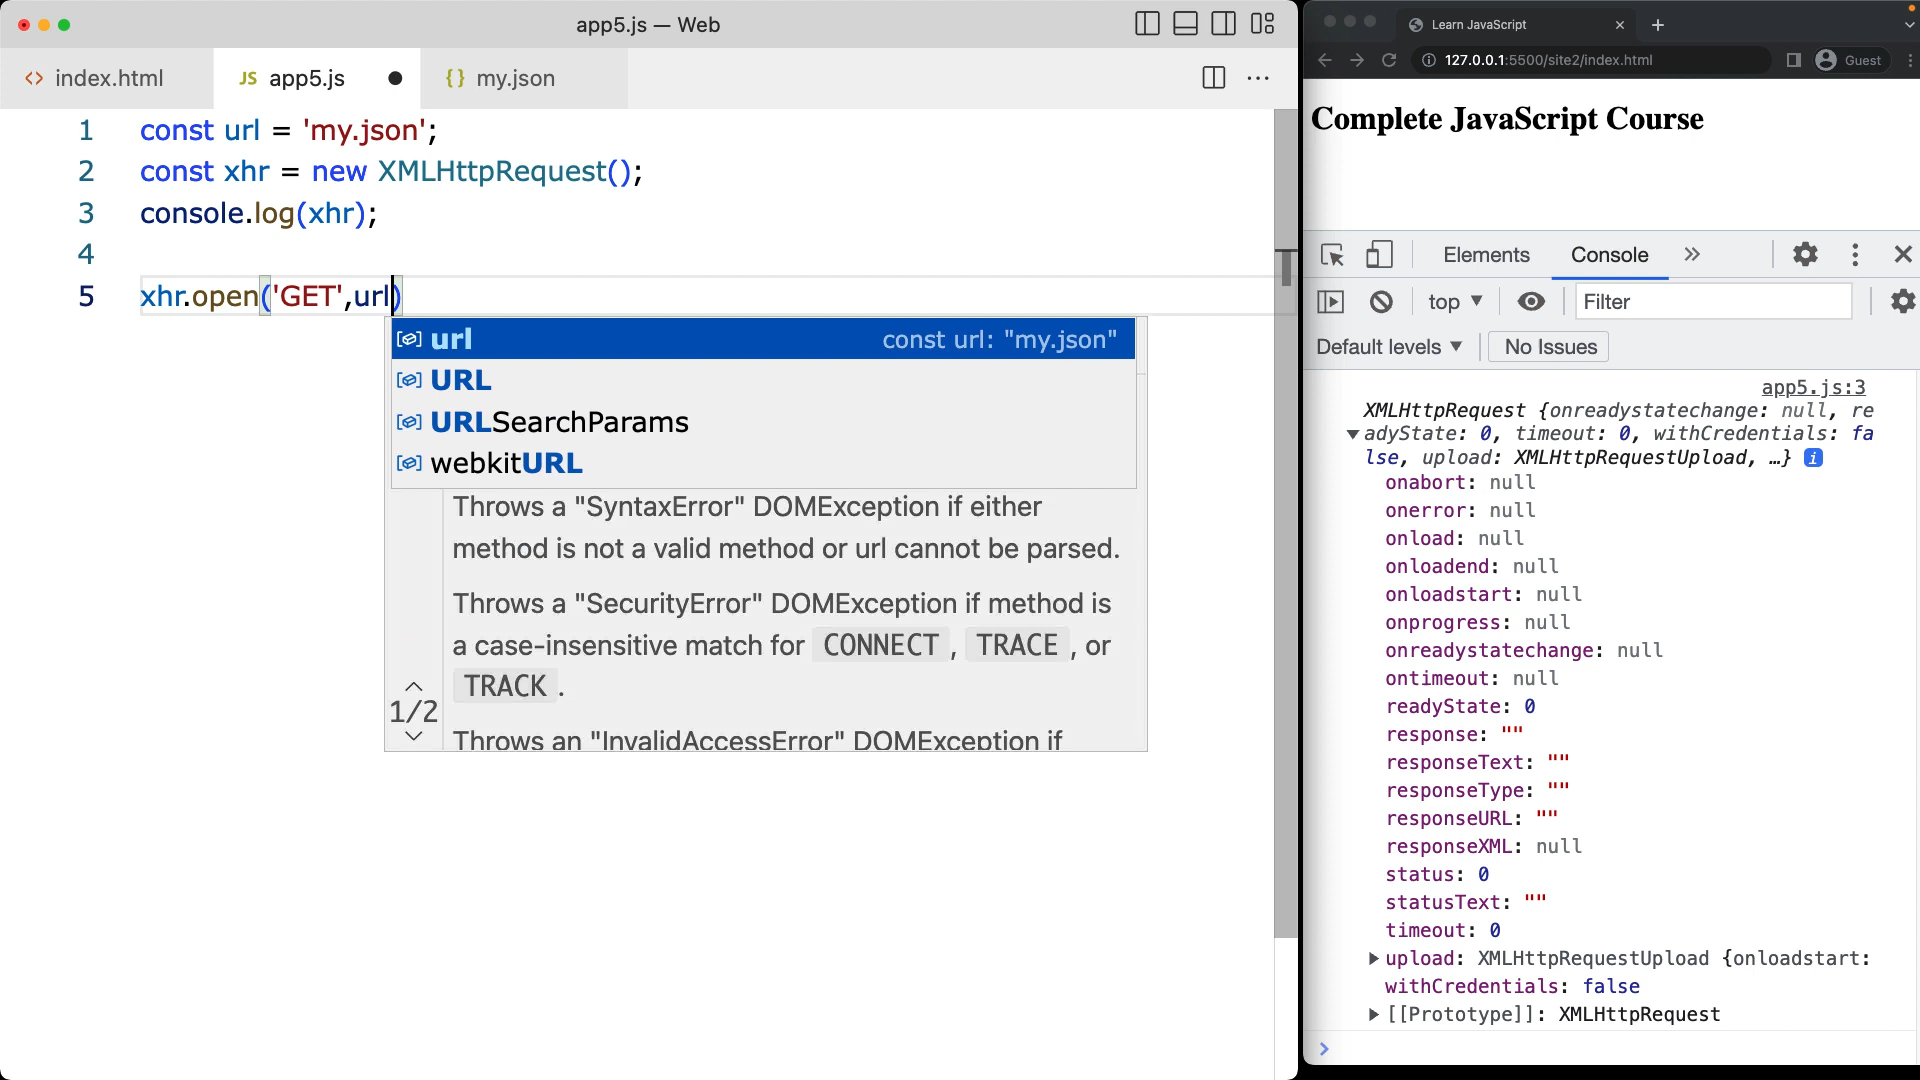 app5.js — Web
index.html
JS app5.js
{} my.json
1 const url = 'my.json';
2 const xhr = new XMLHttpRequest();
3 console.log(xhr);
4
5 xhr.open('GET',url)
url const url: "my.json"
URL
URLSearchParams
webkitURL
Throws a "SyntaxError" DOMException if either
method is not a valid method or url cannot be parsed.
Throws a "SecurityError" DOMException if method is
a case-insensitive match for CONNECT , TRACE , or
TRACK .
1/2
Throws an "InvalidAccessError" DOMException if
Learn JavaScript
127.0.0.1:5500/site2/index.html
Guest
Complete JavaScript Course
Elements
Console
top
Filter
Default levels
No Issues
app5.js:3
XMLHttpRequest {onreadystatechange: null, re
adyState: 0, timeout: 0, withCredentials: fa
lse, upload: XMLHttpRequestUpload, …} i
onabort: null
onerror: null
onload: null
onloadend: null
onloadstart: null
onprogress: null
onreadystatechange: null
ontimeout: null
readyState: 0
response: ""
responseText: ""
responseType: ""
responseURL: ""
responseXML: null
status: 0
statusText: ""
timeout: 0
upload: XMLHttpRequestUpload {onloadstart:
withCredentials: false
[[Prototype]]: XMLHttpRequest